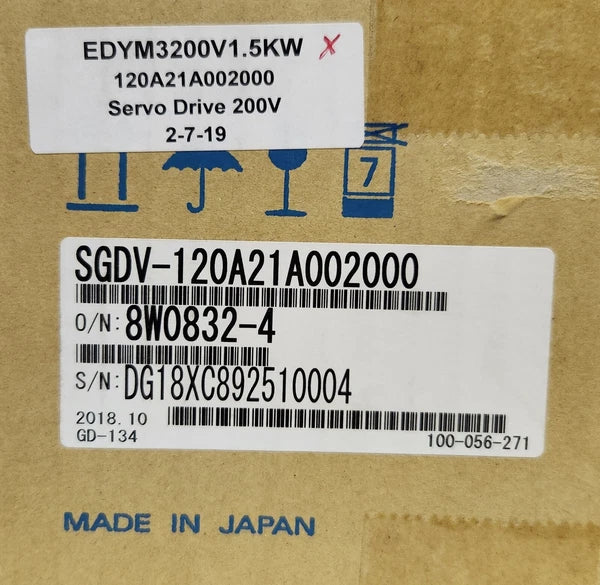 EDYM3200V1.5KW X
120A21A002000
Servo Drive 200V
2-7-19
7
SGDV-120A21A002000
O/N: 8W0832-4
S/N: DG18XC892510004
2018.10
GD-134
100-056-271
MADE IN JAPAN